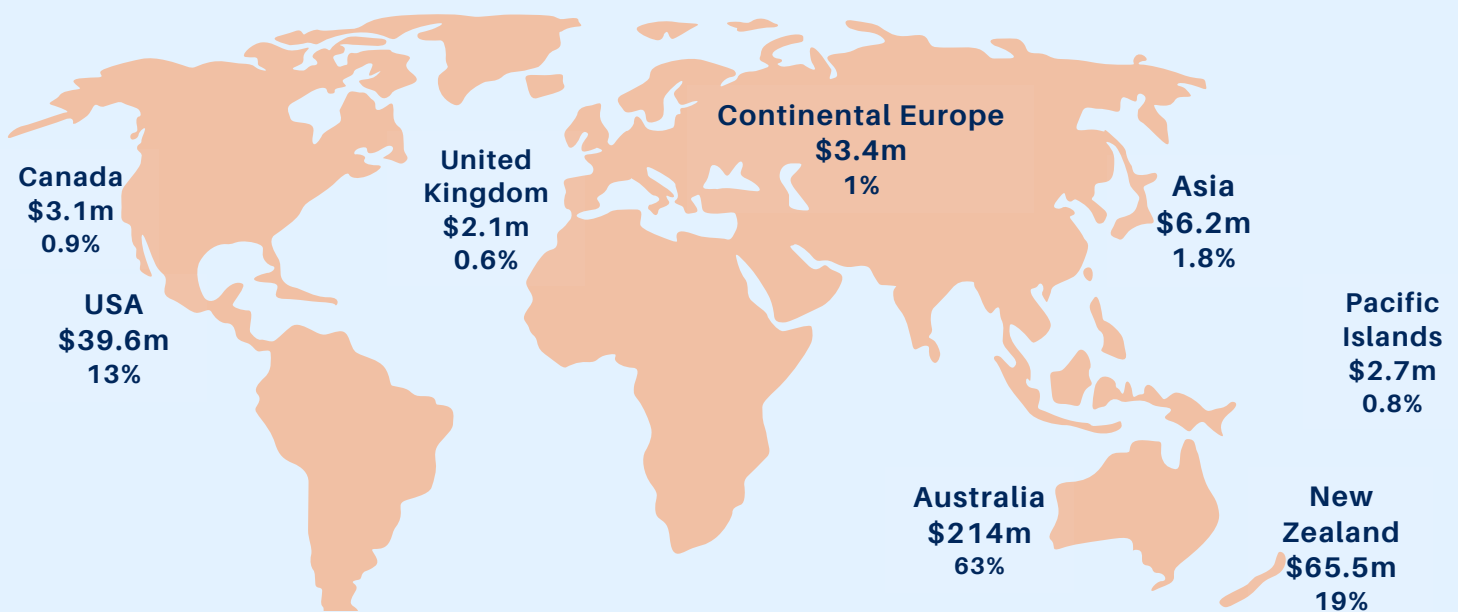 Continental Europe
$3.4m
1%
United
Kingdom
$2.1m
0.6%
Canada
$3.1m
0.9%
Asia
$6.2m
1.8%
USA
$39.6m
13%
Pacific
Islands
$2.7m
0.8%
Australia
$214m
63%
New
Zealand
$65.5m
19%